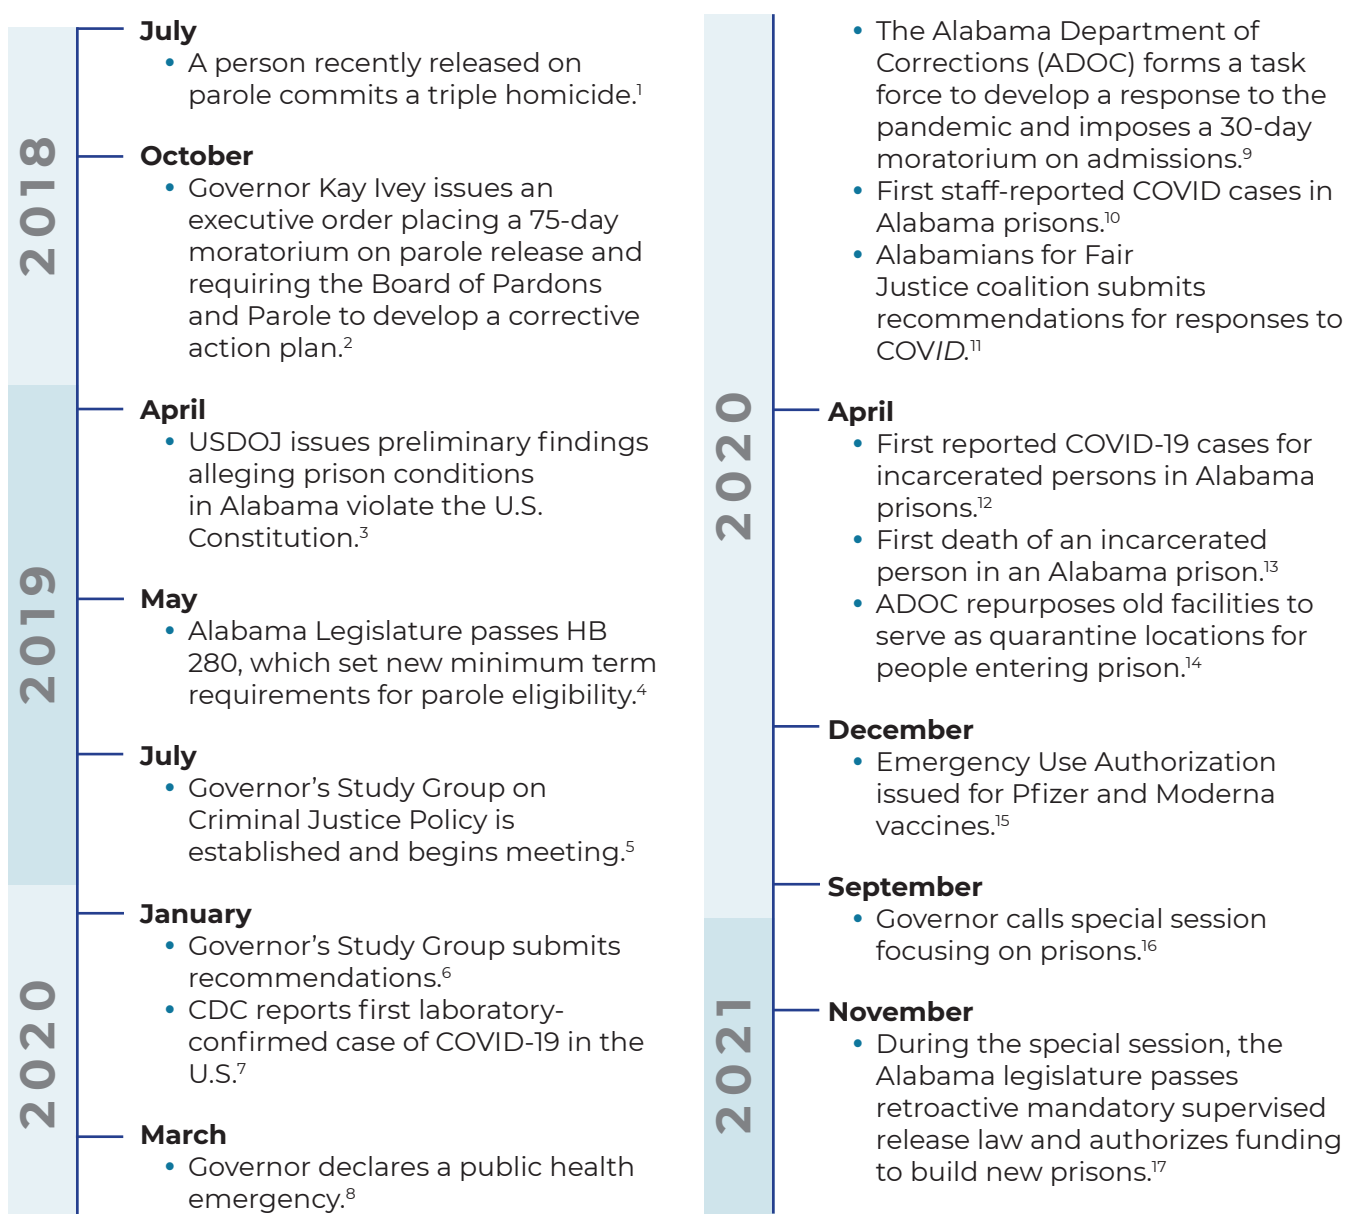 2018
July
• A person recently released on
parole commits a triple homicide.1
October
• Governor Kay Ivey issues an
executive order placing a 75-day
moratorium on parole release and
requiring the Board of Pardons
and Parole to develop a corrective
action plan.2
2019
April
• USDOJ issues preliminary findings
alleging prison conditions
in Alabama violate the U.S.
Constitution.3
May
• Alabama Legislature passes HB
280, which set new minimum term
requirements for parole eligibility.4
July
• Governor’s Study Group on
Criminal Justice Policy is
established and begins meeting.5
2020
January
• Governor’s Study Group submits
recommendations.6
• CDC reports first laboratory-
confirmed case of COVID-19 in the
U.S.7
March
• Governor declares a public health
emergency.8
2020
• The Alabama Department of
Corrections (ADOC) forms a task
force to develop a response to the
pandemic and imposes a 30-day
moratorium on admissions.9
• First staff-reported COVID cases in
Alabama prisons.10
• Alabamians for Fair
Justice coalition submits
recommendations for responses to
COVID.11
April
• First reported COVID-19 cases for
incarcerated persons in Alabama
prisons.12
• First death of an incarcerated
person in an Alabama prison.13
• ADOC repurposes old facilities to
serve as quarantine locations for
people entering prison.14
December
• Emergency Use Authorization
issued for Pfizer and Moderna
vaccines.15
2021
September
• Governor calls special session
focusing on prisons.16
November
• During the special session, the
Alabama legislature passes
retroactive mandatory supervised
release law and authorizes funding
to build new prisons.17